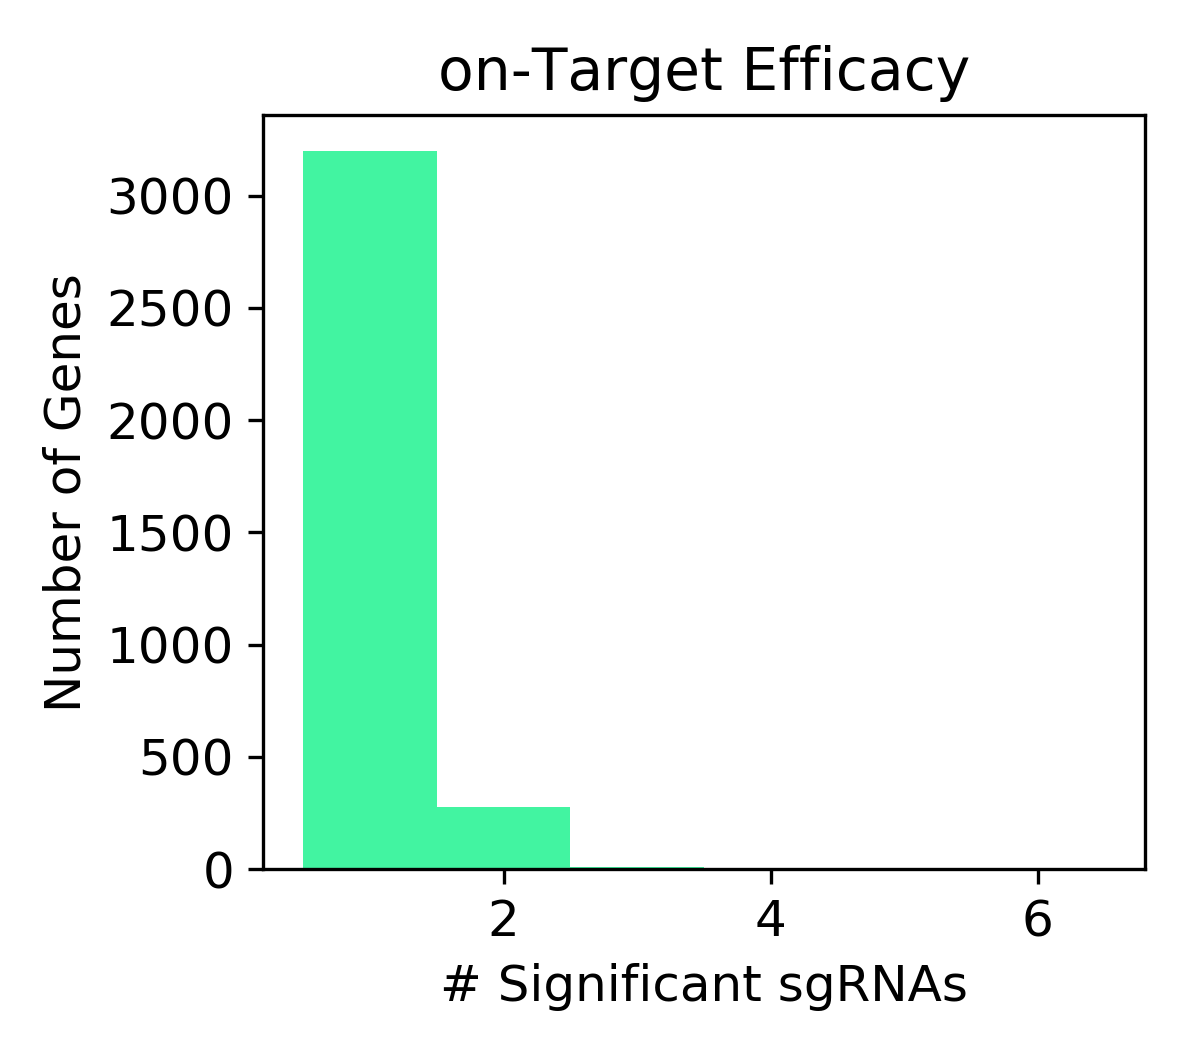 on-Target Efficacy
Number of Genes
3000
2500
2000
1500
1000
500
0
2 4 6
# Significant sgRNAs